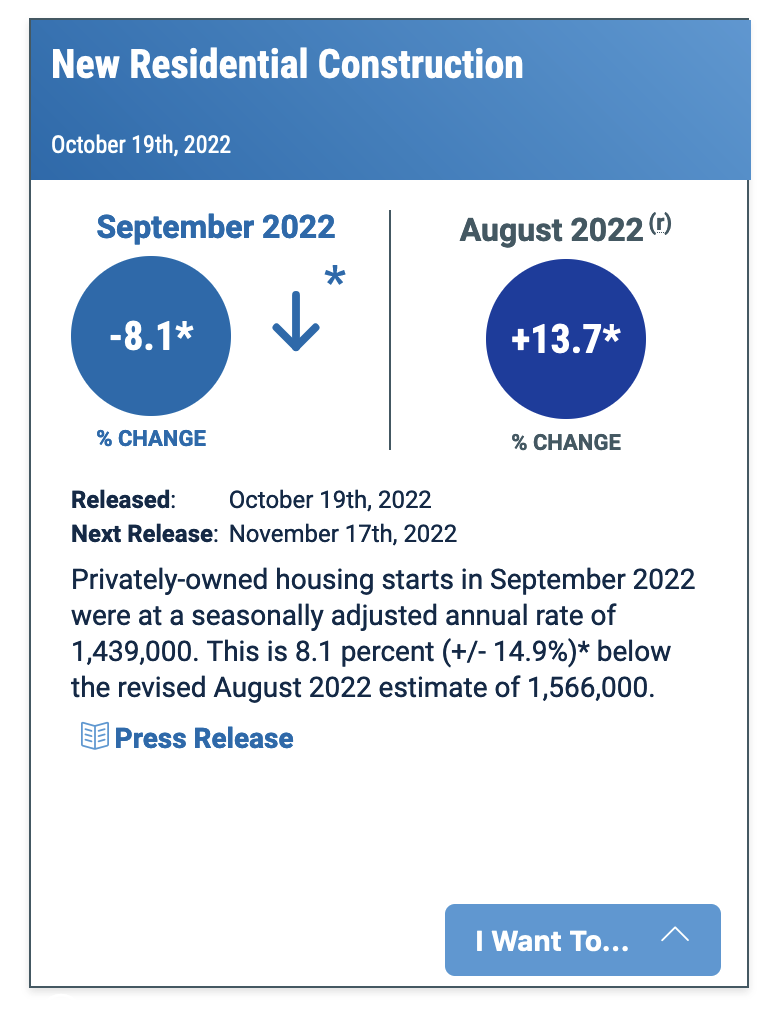 New Residential Construction
October 19th, 2022
September 2022
-8.1*
*
% CHANGE
August 2022 (r)
+13.7*
% CHANGE
Released: October 19th, 2022
Next Release: November 17th, 2022
Privately-owned housing starts in September 2022
were at a seasonally adjusted annual rate of
1,439,000. This is 8.1 percent (+/- 14.9%)* below
the revised August 2022 estimate of 1,566,000.
Press Release
I Want To...